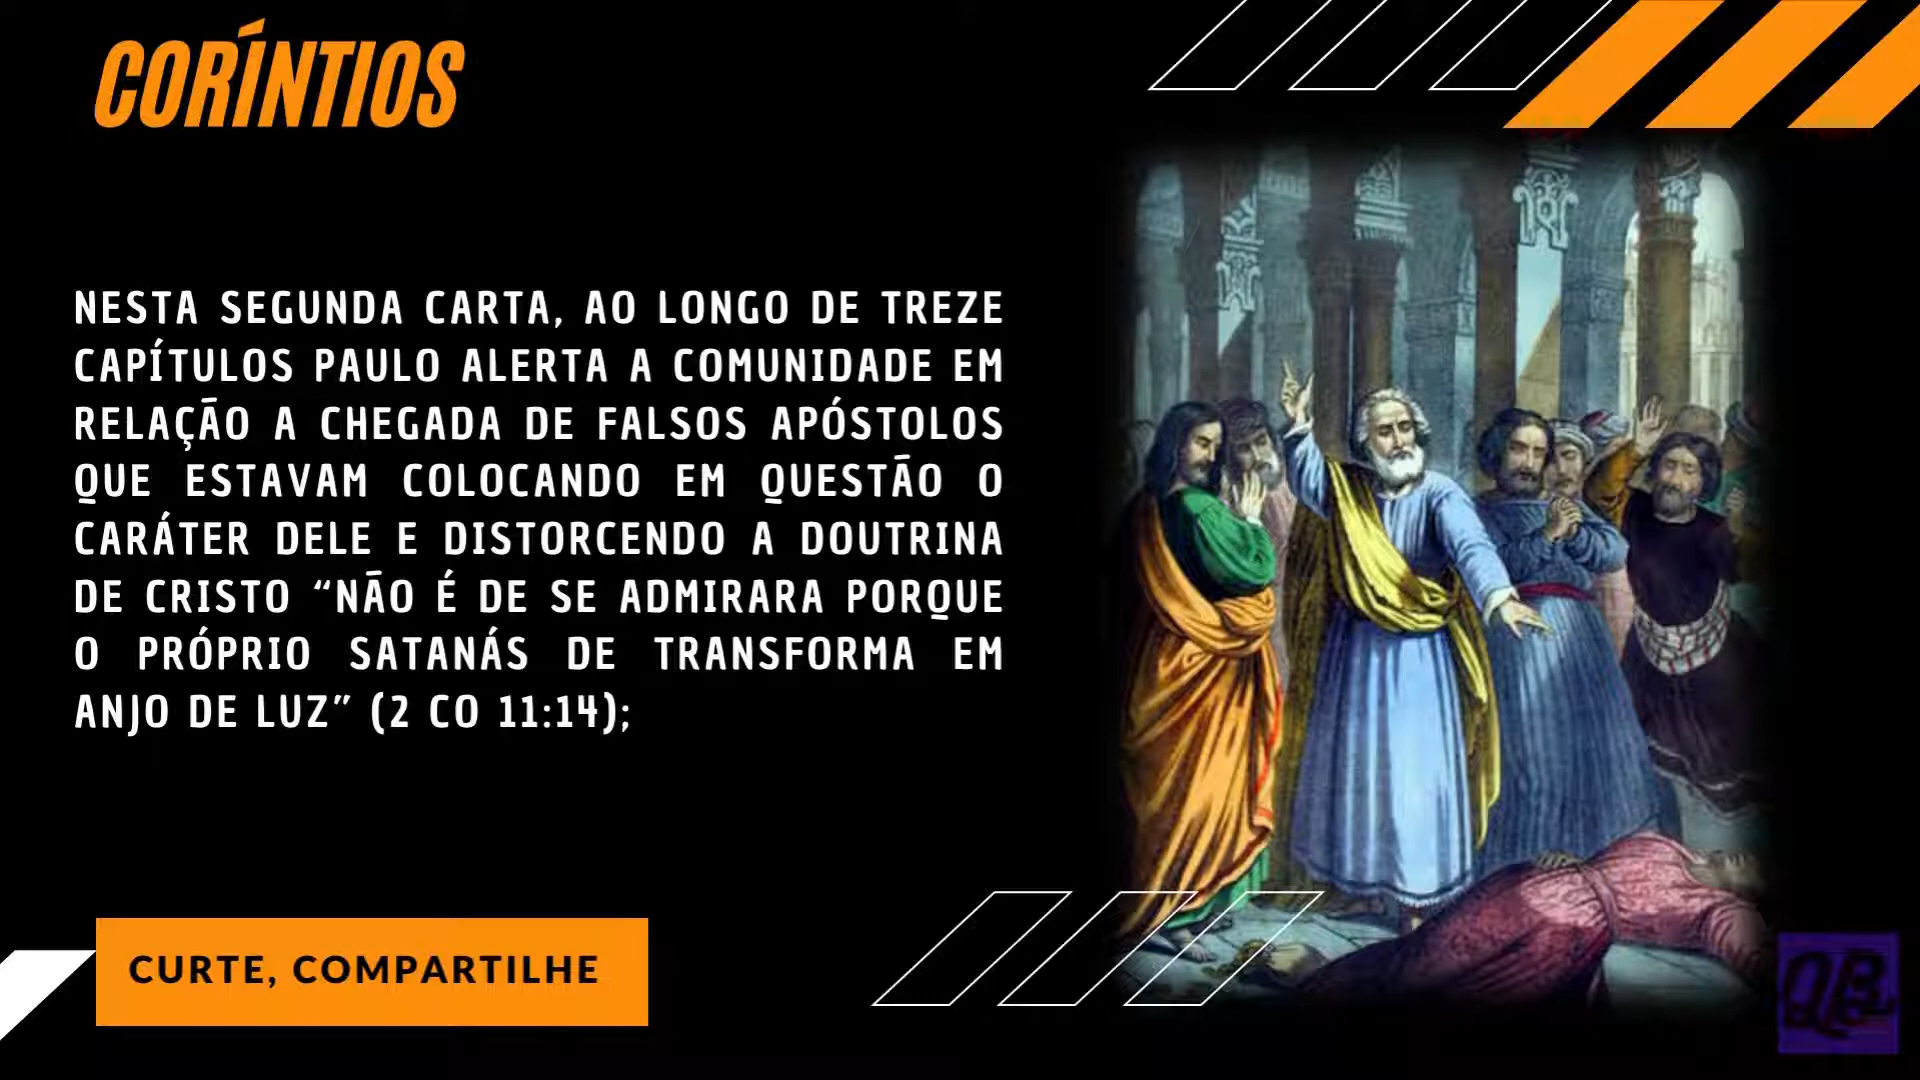 CORÍNTIOS
NESTA SEGUNDA CARTA, AO LONGO DE TREZE
CAPÍTULOS PAULO ALERTA A COMUNIDADE EM
RELAÇÃO A CHEGADA DE FALSOS APÓSTOLOS
QUE ESTAVAM COLOCANDO EM QUESTÃO O
CARÁTER DELE E DISTORCENDO A DOUTRINA
DE CRISTO “NÃO É DE SE ADMIRARA PORQUE
O PRÓPRIO SATANÁS DE TRANSFORMA EM
ANJO DE LUZ” (2 CO 11:14);
CURTE, COMPARTILHE
QB